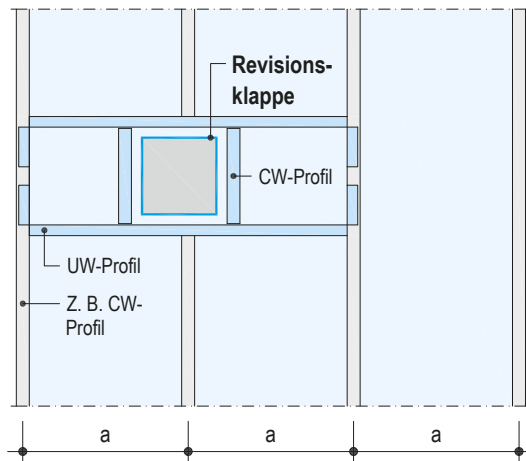 Revisions-
klappe
CW-Profil
UW-Profil
Z. B. CW-
Profil
a
a
a